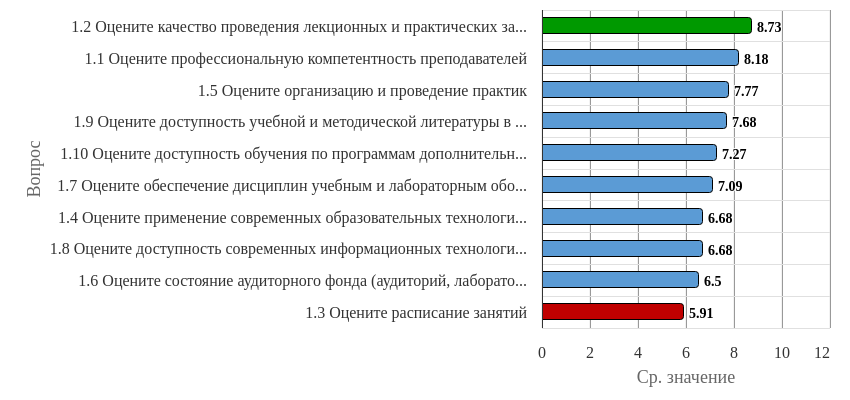 1.2 Оцените качество проведения лекционных и практических за... 8.73
1.1 Оцените профессиональную компетентность преподавателей 8.18
1.5 Оцените организацию и проведение практик 7.77
1.9 Оцените доступность учебной и методической литературы в ... 7.68
1.10 Оцените доступность обучения по программам дополнительн... 7.27
1.7 Оцените обеспечение дисциплин учебным и лабораторным обо... 7.09
1.4 Оцените применение современных образовательных технологи... 6.68
1.8 Оцените доступность современных информационных технологи... 6.68
1.6 Оцените состояние аудиторного фонда (аудиторий, лаборато... 6.5
1.3 Оцените расписание занятий 5.91
Вопрос
0 2 4 6 8 10 12
Ср. значение